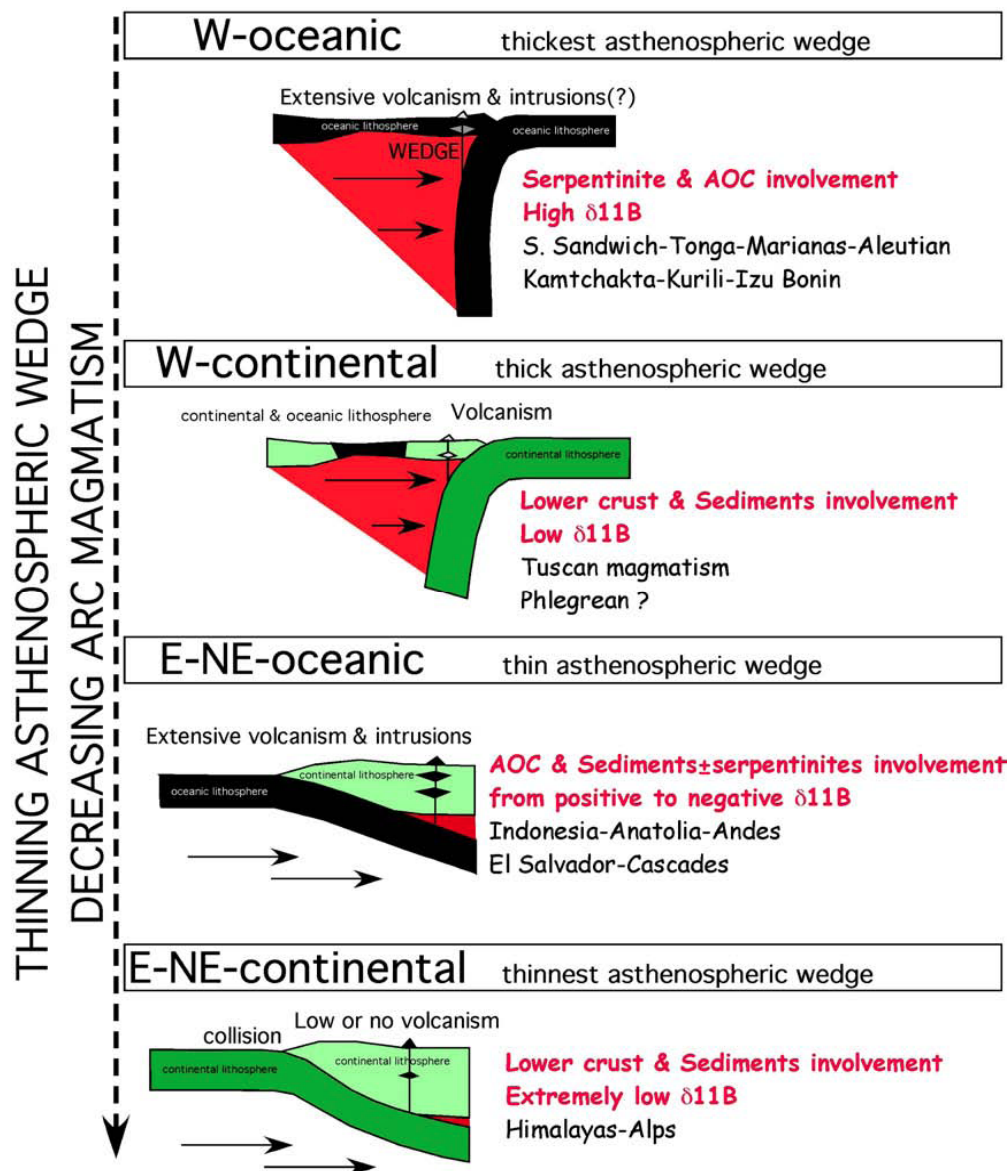 THINNING ASTHENOSPHERIC WEDGE
DECREASING ARC MAGMATISM
W-oceanic thickest asthenospheric wedge
Extensive volcanism & intrusions(?)
oceanic lithosphere
oceanic lithosphere
WEDGE
Serpentinite & AOC involvement
High δ11B
S. Sandwich-Tonga-Marianas-Aleutian
Kamtchakta-Kurili-Izu Bonin
W-continental thick asthenospheric wedge
continental & oceanic lithosphere
Volcanism
continental lithosphere
Lower crust & Sediments involvement
Low δ11B
Tuscan magmatism
Phlegrean ?
E-NE-oceanic thin asthenospheric wedge
Extensive volcanism & intrusions
continental lithosphere
oceanic lithosphere
AOC & Sediments±serpentinites involvement
from positive to negative δ11B
Indonesia-Anatolia-Andes
El Salvador-Cascades
E-NE-continental thinnest asthenospheric wedge
Low or no volcanism
collision
continental lithosphere
continental lithosphere
Lower crust & Sediments involvement
Extremely low δ11B
Himalayas-Alps